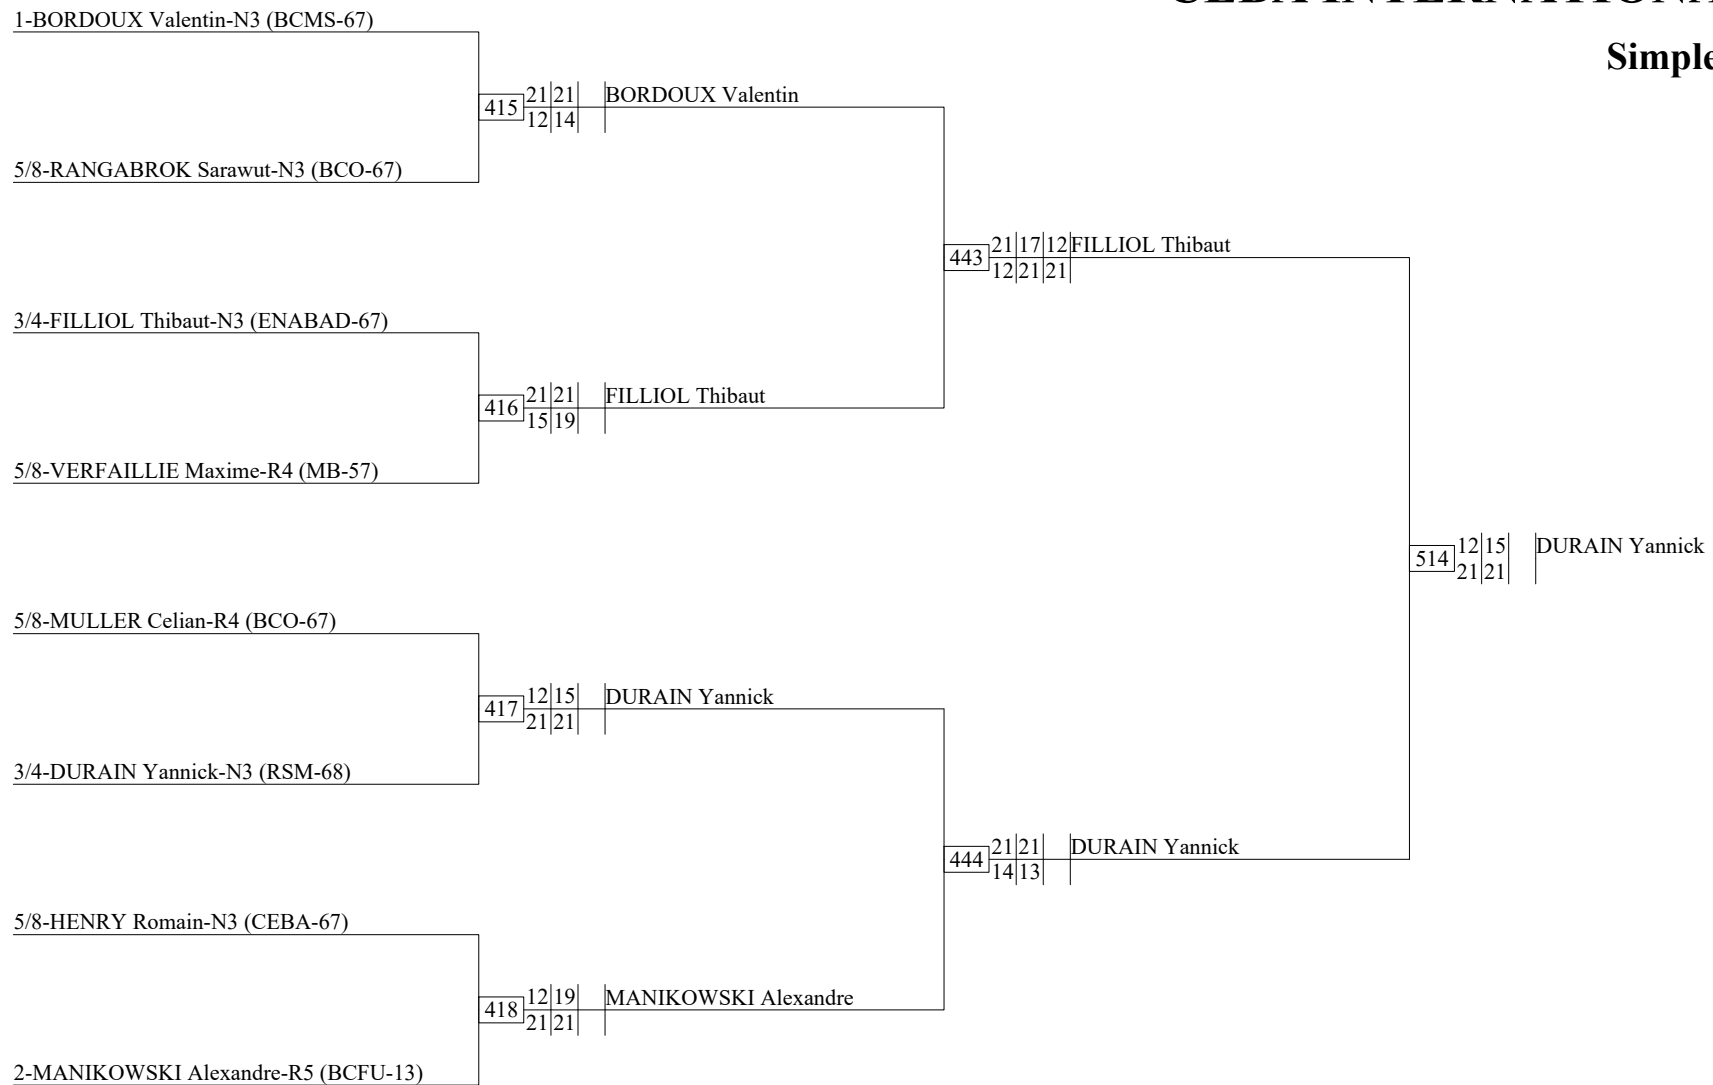 CEBA INTERNATIONA
Simple
1-BORDOUX Valentin-N3 (BCMS-67)
415 21 21 BORDOUX Valentin
12 14
5/8-RANGABROK Sarawut-N3 (BCO-67)
443 21 17 12 FILLIOL Thibaut
12 21 21
3/4-FILLIOL Thibaut-N3 (ENABAD-67)
416 21 21 FILLIOL Thibaut
15 19
5/8-VERFAILLIE Maxime-R4 (MB-57)
514 12 15 DURAIN Yannick
21 21
5/8-MULLER Celian-R4 (BCO-67)
417 12 15 DURAIN Yannick
21 21
3/4-DURAIN Yannick-N3 (RSM-68)
444 21 21 DURAIN Yannick
14 13
5/8-HENRY Romain-N3 (CEBA-67)
418 12 19 MANIKOWSKI Alexandre
21 21
2-MANIKOWSKI Alexandre-R5 (BCFU-13)